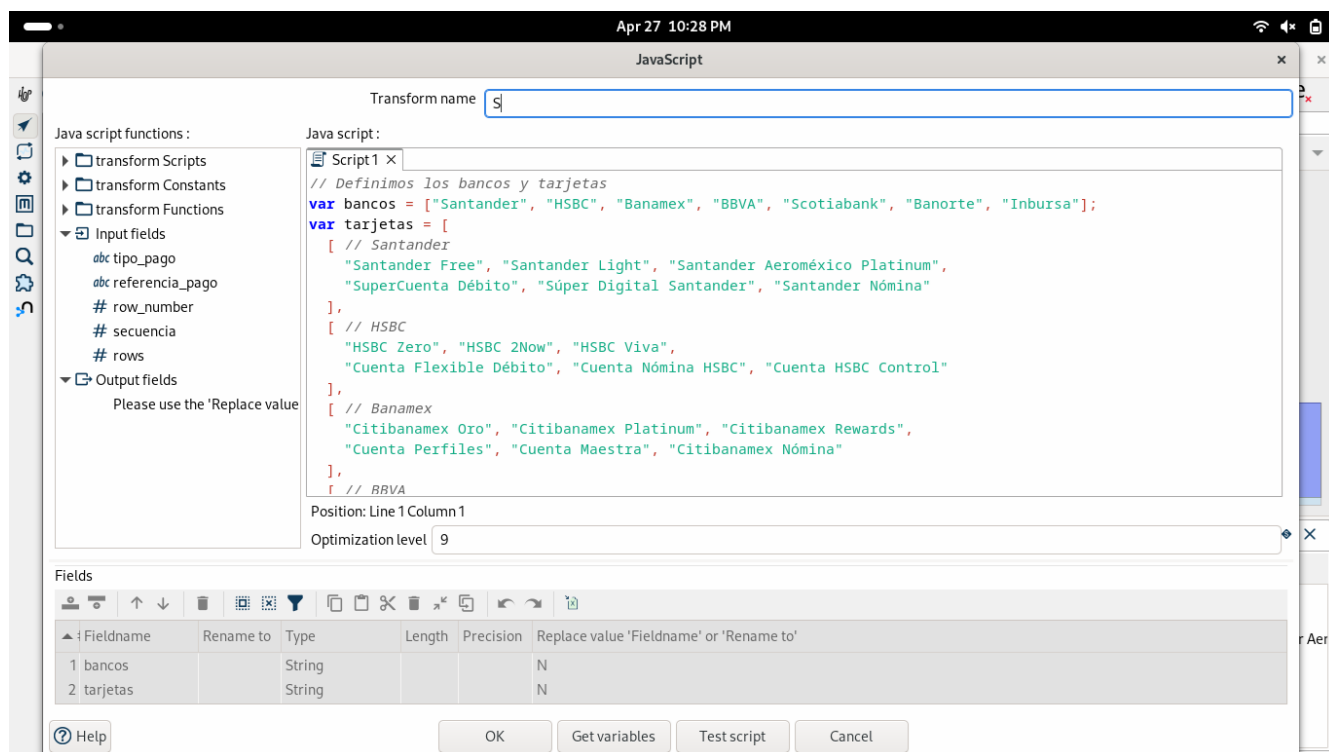 Apr 27 10:28 PM
JavaScript
Transform name S
Java script functions :
Java script :
transform Scripts
transform Constants
transform Functions
Input fields
abc tipo_pago
abc referencia_pago
# row_number
# secuencia
# rows
Output fields
Please use the 'Replace value
Script 1
// Definimos los bancos y tarjetas
var bancos = ["Santander", "HSBC", "Banamex", "BBVA", "Scotiabank", "Banorte", "Inbursa"];
var tarjetas = [
[ // Santander
"Santander Free", "Santander Light", "Santander Aeroméxico Platinum",
"SuperCuenta Débito", "Súper Digital Santander", "Santander Nómina"
],
[ // HSBC
"HSBC Zero", "HSBC 2Now", "HSBC Viva",
"Cuenta Flexible Débito", "Cuenta Nómina HSBC", "Cuenta HSBC Control"
],
[ // Banamex
"Citibanamex Oro", "Citibanamex Platinum", "Citibanamex Rewards",
"Cuenta Perfiles", "Cuenta Maestra", "Citibanamex Nómina"
],
[ // BBVA
Position: Line 1 Column 1
Optimization level 9
Fields
# Fieldname Rename to Type Length Precision Replace value 'Fieldname' or 'Rename to'
1 bancos String N
2 tarjetas String N
r Aer
Help
OK
Get variables
Test script
Cancel